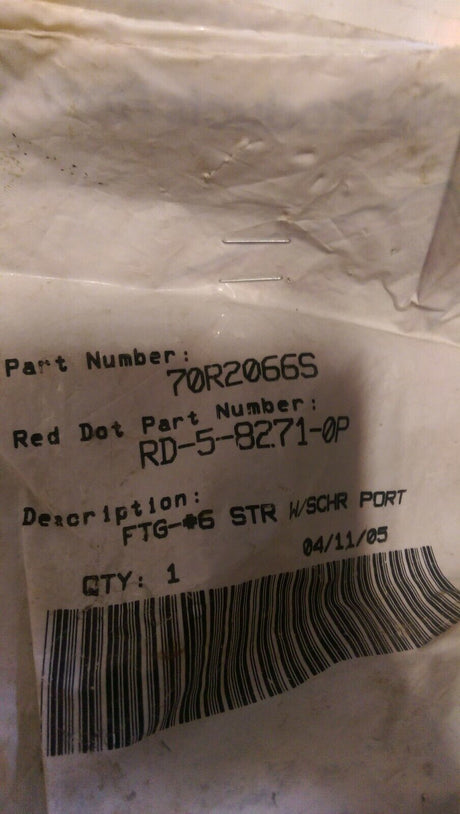 Part Number:
70R2066S
Red Dot Part Number:
RD-5-8271-0P
Description:
FTG-#6 STR W/SCHR PORT
04/11/05
QTY: 1